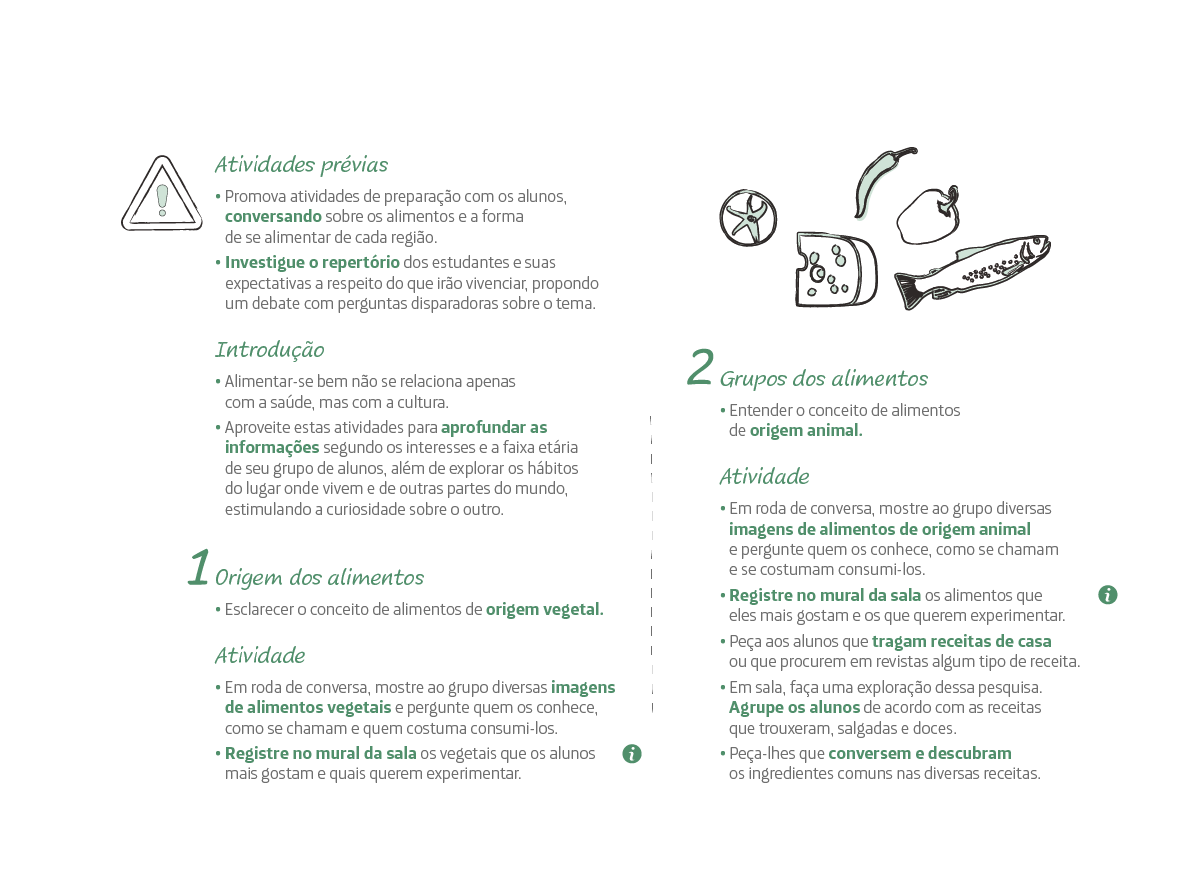 Atividades prévias
• Promova atividades de preparação com os alunos,
conversando sobre os alimentos e a forma
de se alimentar de cada região.
• Investigue o repertório dos estudantes e suas
expectativas a respeito do que irão vivenciar, propondo
um debate com perguntas disparadoras sobre o tema.
Introdução
• Alimentar-se bem não se relaciona apenas
com a saúde, mas com a cultura.
• Aproveite estas atividades para aprofundar as
informações segundo os interesses e a faixa etária
de seu grupo de alunos, além de explorar os hábitos
do lugar onde vivem e de outras partes do mundo,
estimulando a curiosidade sobre o outro.
1 Origem dos alimentos
• Esclarecer o conceito de alimentos de origem vegetal.
Atividade
• Em roda de conversa, mostre ao grupo diversas imagens
de alimentos vegetais e pergunte quem os conhece,
como se chamam e quem costuma consumi-los.
• Registre no mural da sala os vegetais que os alunos
mais gostam e quais querem experimentar.
i
2 Grupos dos alimentos
• Entender o conceito de alimentos
de origem animal.
Atividade
• Em roda de conversa, mostre ao grupo diversas
imagens de alimentos de origem animal
e pergunte quem os conhece, como se chamam
e se costumam consumi-los.
• Registre no mural da sala os alimentos que
eles mais gostam e os que querem experimentar.
i
• Peça aos alunos que tragam receitas de casa
ou que procurem em revistas algum tipo de receita.
• Em sala, faça uma exploração dessa pesquisa.
Agrupe os alunos de acordo com as receitas
que trouxeram, salgadas e doces.
• Peça-lhes que conversem e descubram
os ingredientes comuns nas diversas receitas.